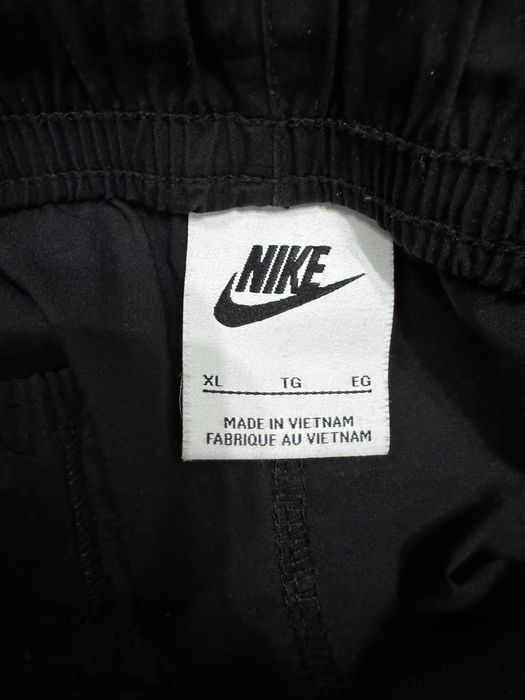 NIKE
XL TG EG
MADE IN VIETNAM
FABRIQUE AU VIETNAM